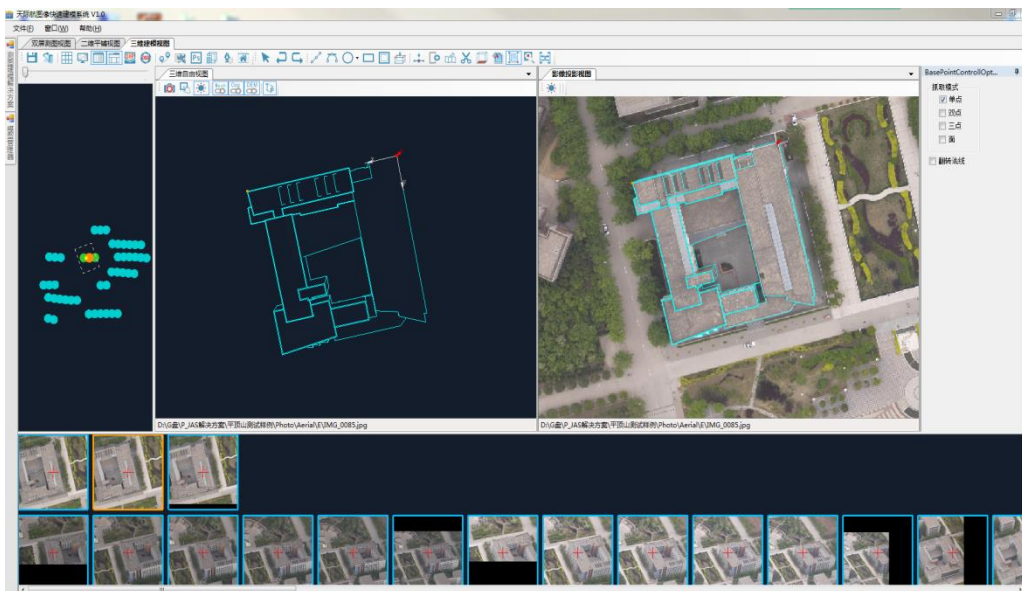 天际航图像快速建模系统 V1.0
文件(F) 窗口(W) 帮助(H)
双屏测图视图 二维平铺视图 三维建模视图
三维自由视图
影像投影视图
BasePointControlOpt...
抓取模式
单点
双点
三点
面
翻转法线
D:\G盘\P_JAS解决方案\平顶山测试样例\Photo\Aerial\E\IMG_0085.jpg
D:\G盘\P_JAS解决方案\平顶山测试样例\Photo\Aerial\E\IMG_0085.jpg